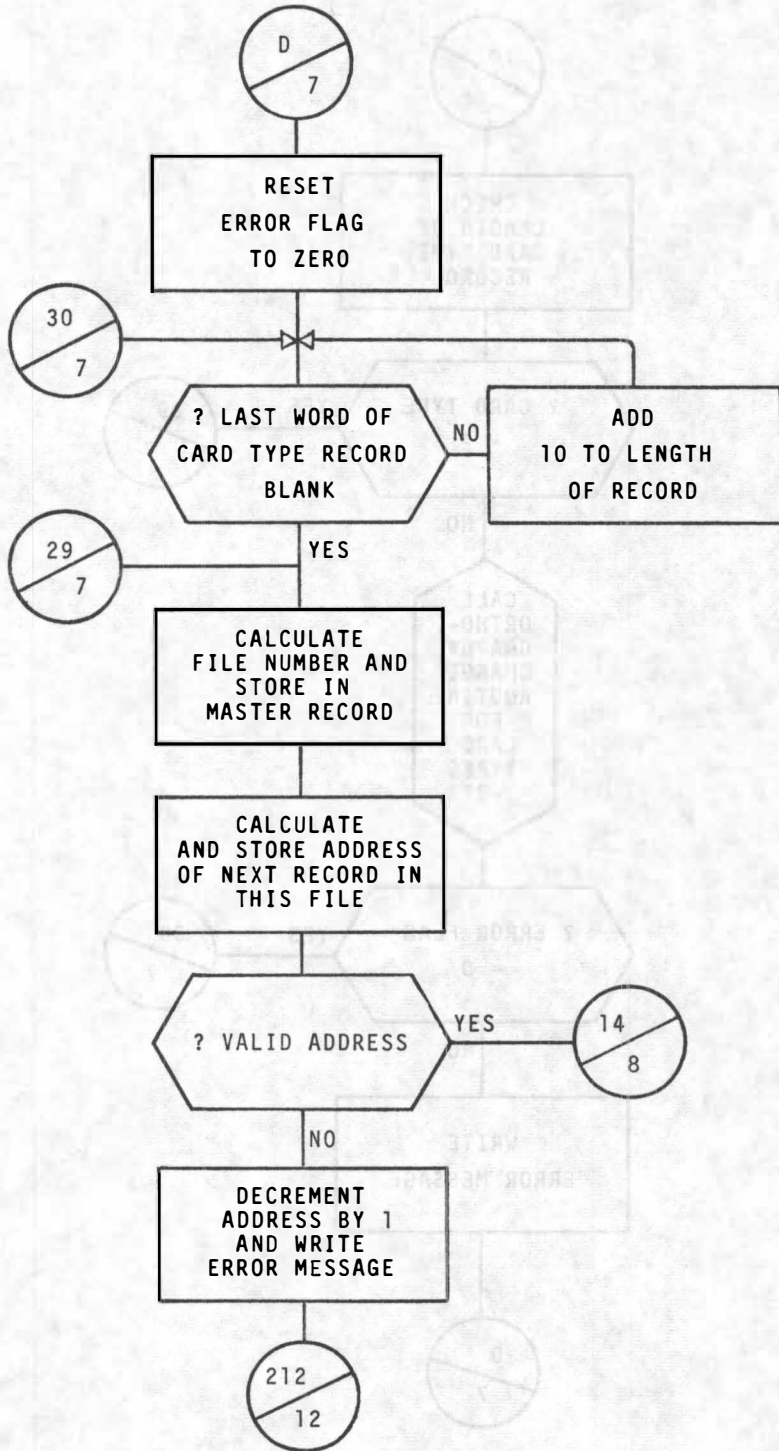 D
7
RESET
ERROR FLAG
TO ZERO
30
7
? LAST WORD OF
CARD TYPE RECORD
BLANK
NO
ADD
10 TO LENGTH
OF RECORD
29
7
YES
CALCULATE
FILE NUMBER AND
STORE IN
MASTER RECORD
CALCULATE
AND STORE ADDRESS
OF NEXT RECORD IN
THIS FILE
? VALID ADDRESS
YES
14
8
NO
DECREMENT
ADDRESS BY 1
AND WRITE
ERROR MESSAGE
212
12